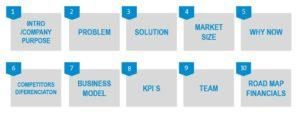 1
INTRO
/COMPANY
PURPOSE
2
PROBLEM
3
SOLUTION
4
MARKET
SIZE
5
WHY NOW
6
COMPETITORS
DIFERENCIATON
7
BUSINESS
MODEL
8
KPI´S
9
TEAM
10
ROAD MAP
FINANCIALS